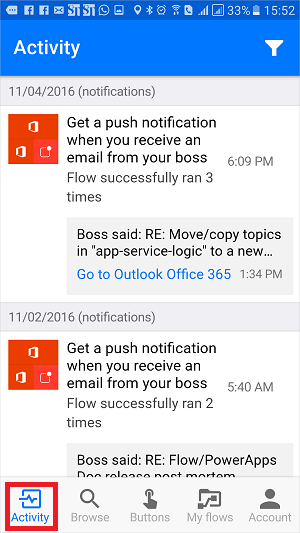 33% 15:52
Activity
11/04/2016 (notifications)
Get a push notification
when you receive an
email from your boss
6:09 PM
Flow successfully ran 3
times
Boss said: RE: Move/copy topics
in "app-service-logic" to a new...
Go to Outlook Office 365 1:34 PM
11/02/2016 (notifications)
Get a push notification
when you receive an
email from your boss
5:40 AM
Flow successfully ran 2
times
Boss said: RE: Flow/PowerApps
Doc release post mortem
Activity Browse Buttons My flows Account